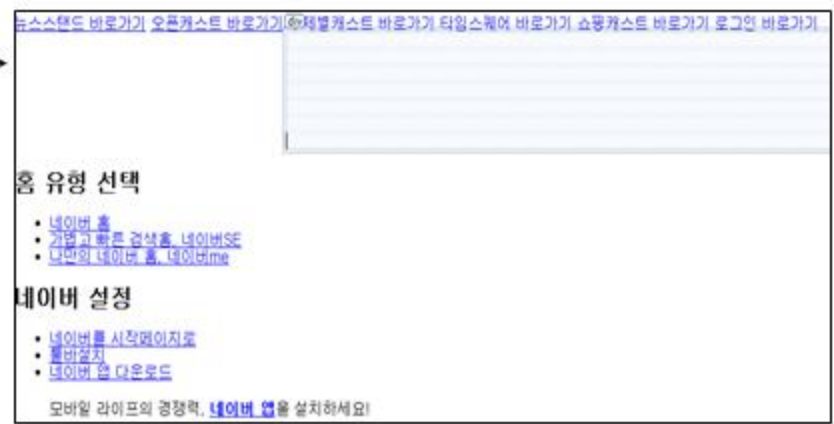 뉴스스탠드 바로가기 오픈캐스트 바로가기 주제별캐스트 바로가기 타임스퀘어 바로가기 쇼핑캐스트 바로가기 로그인 바로가기
홈 유형 선택
• 네이버 홈
• 가볍고 빠른 검색홈, 네이버SE
• 나만의 네이버 홈, 네이버me
네이버 설정
• 네이버를 시작페이지로
• 툴바설치
• 네이버 앱 다운로드
모바일 라이프의 경쟁력, 네이버 앱을 설치하세요!